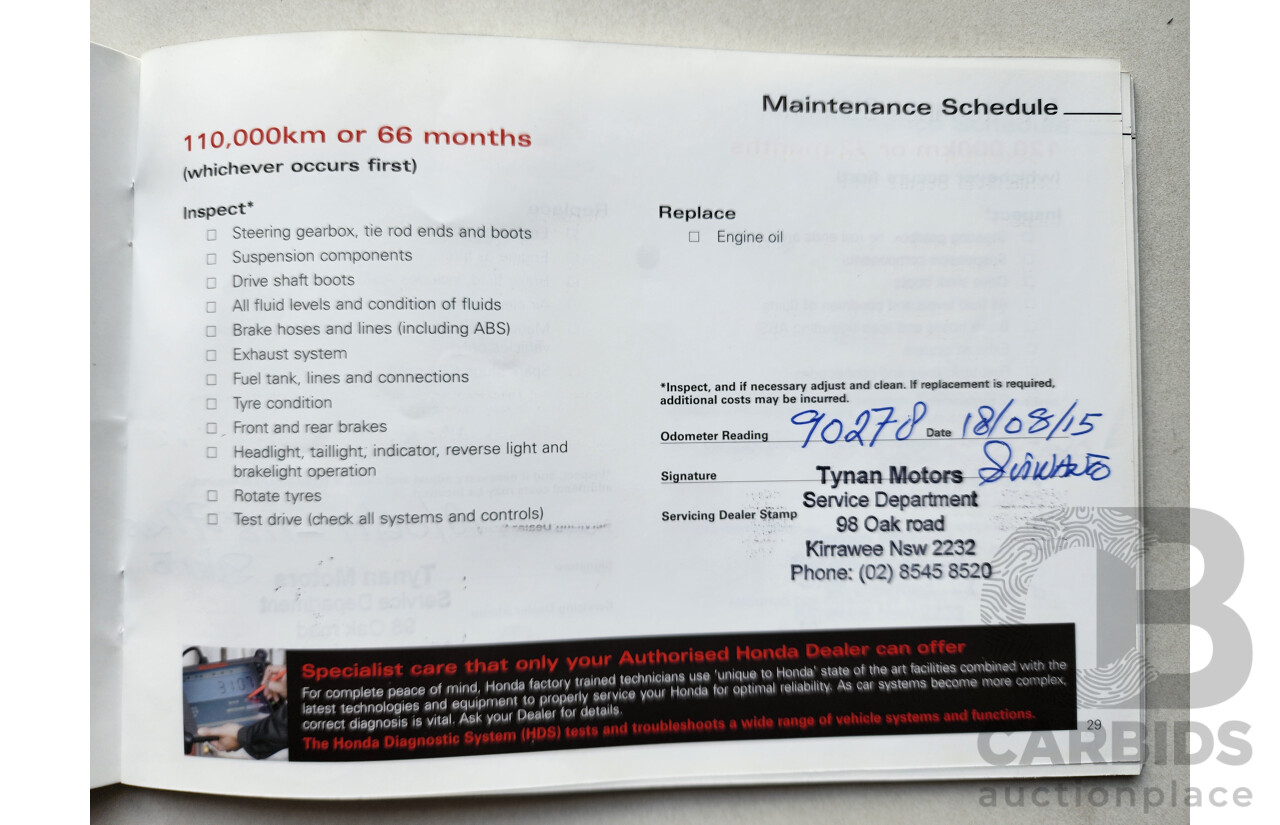 Maintenance Schedule
110,000km or 66 months
(whichever occurs first)
Inspect*
Steering gearbox, tie rod ends and boots
Suspension components
Drive shaft boots
All fluid levels and condition of fluids
Brake hoses and lines (including ABS)
Exhaust system
Fuel tank, lines and connections
Tyre condition
Front and rear brakes
Headlight, taillight, indicator, reverse light and
brakelight operation
Rotate tyres
Test drive (check all systems and controls)
Replace
Engine oil
*Inspect, and if necessary adjust and clean. If replacement is required,
additional costs may be incurred.
Odometer Reading 90278 Date 18/08/15
Signature
Servicing Dealer Stamp
Tynan Motors
Service Department
98 Oak road
Kirrawee Nsw 2232
Phone: (02) 8545 8520
Specialist care that only your Authorised Honda Dealer can offer
For complete peace of mind, Honda factory trained technicians use 'unique to Honda' state of the art facilities combined with the
latest technologies and equipment to properly service your Honda for optimal reliability. As car systems become more complex,
correct diagnosis is vital. Ask your Dealer for details.
The Honda Diagnostic System (HDS) tests and troubleshoots a wide range of vehicle systems and functions.
29
CARBIDS
auctionplace